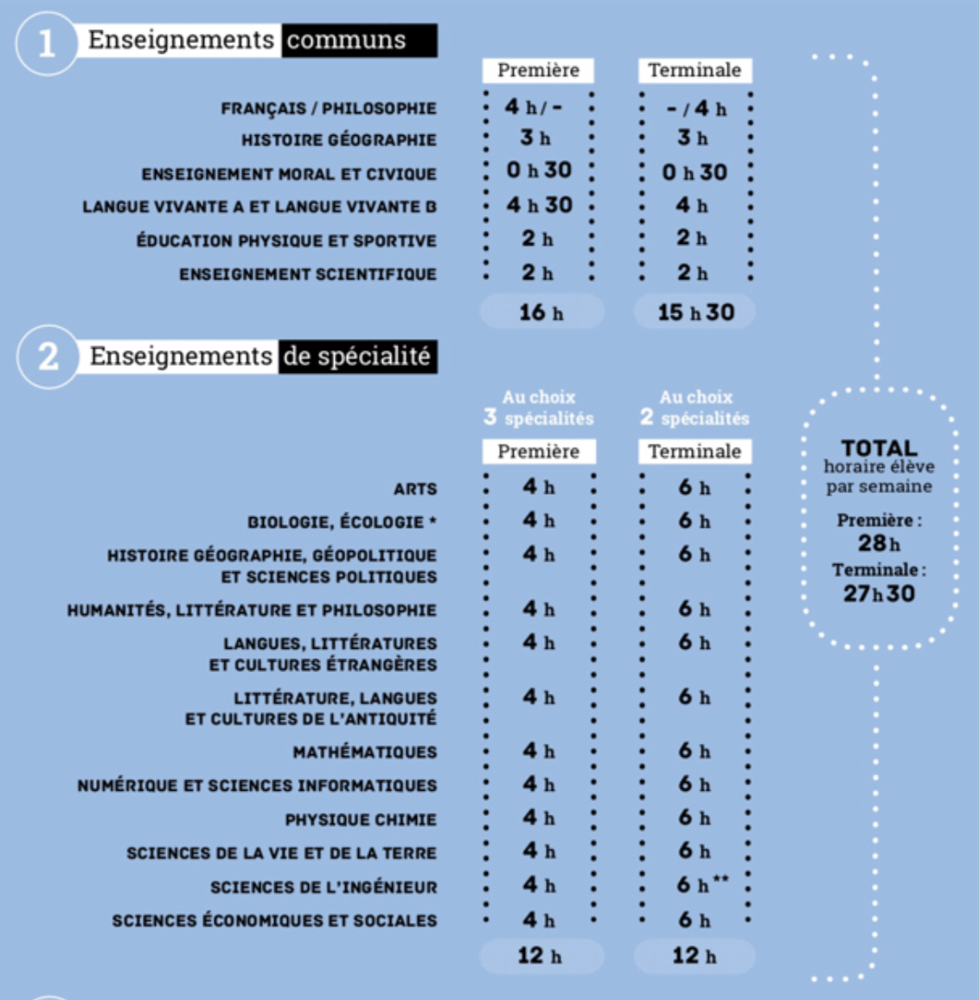 1 Enseignements communs
Première Terminale
FRANÇAIS / PHILOSOPHIE 4 h / - - / 4 h
HISTOIRE GÉOGRAPHIE 3 h 3 h
ENSEIGNEMENT MORAL ET CIVIQUE 0 h 30 0 h 30
LANGUE VIVANTE A ET LANGUE VIVANTE B 4 h 30 4 h
ÉDUCATION PHYSIQUE ET SPORTIVE 2 h 2 h
ENSEIGNEMENT SCIENTIFIQUE 2 h 2 h
16 h 15 h 30
2 Enseignements de spécialité
Au choix Au choix
3 spécialités 2 spécialités
Première Terminale
ARTS 4 h 6 h
BIOLOGIE, ÉCOLOGIE * 4 h 6 h
HISTOIRE GÉOGRAPHIE, GÉOPOLITIQUE 4 h 6 h
ET SCIENCES POLITIQUES
HUMANITÉS, LITTÉRATURE ET PHILOSOPHIE 4 h 6 h
LANGUES, LITTÉRATURES 4 h 6 h
ET CULTURES ÉTRANGÈRES
LITTÉRATURE, LANGUES 4 h 6 h
ET CULTURES DE L'ANTIQUITÉ
MATHÉMATIQUES 4 h 6 h
NUMÉRIQUE ET SCIENCES INFORMATIQUES 4 h 6 h
PHYSIQUE CHIMIE 4 h 6 h
SCIENCES DE LA VIE ET DE LA TERRE 4 h 6 h
SCIENCES DE L'INGÉNIEUR 4 h 6 h**
SCIENCES ÉCONOMIQUES ET SOCIALES 4 h 6 h
12 h 12 h
TOTAL
horaire élève
par semaine
Première :
28 h
Terminale :
27 h 30